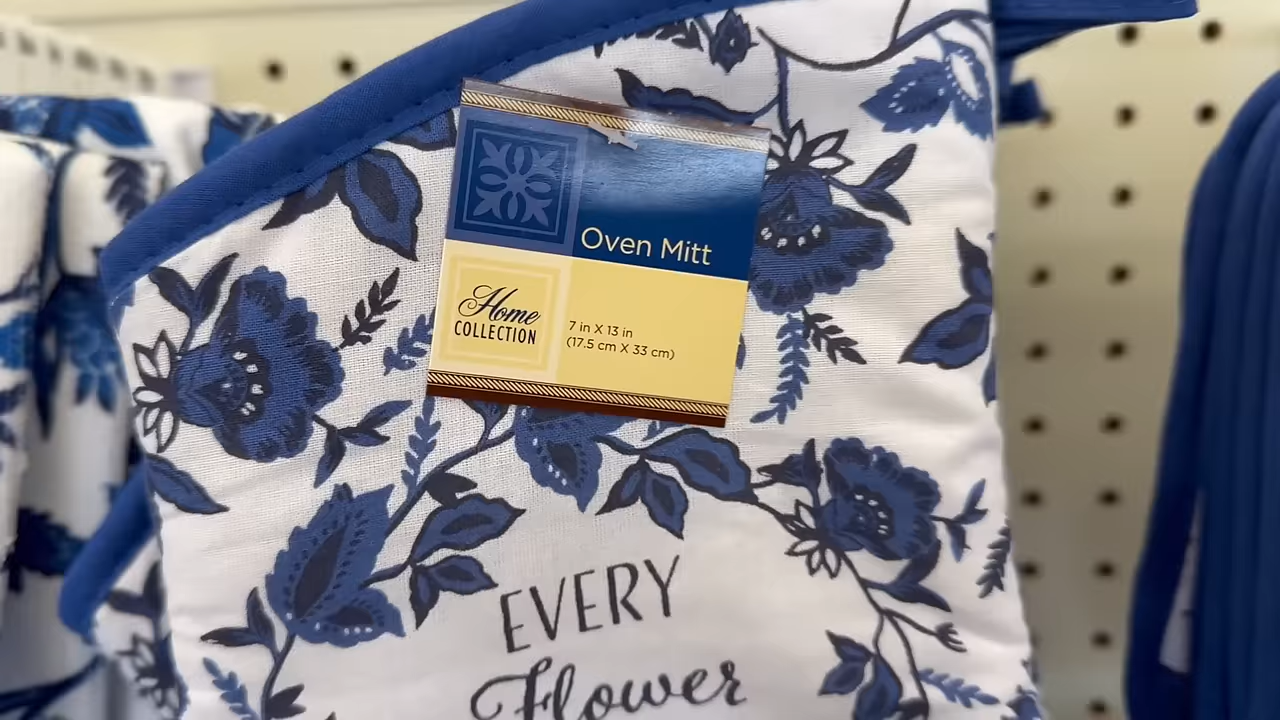 Oven Mitt
Home
COLLECTION
7 in X 13 in
(17.5 cm X 33 cm)
EVERY
Flower